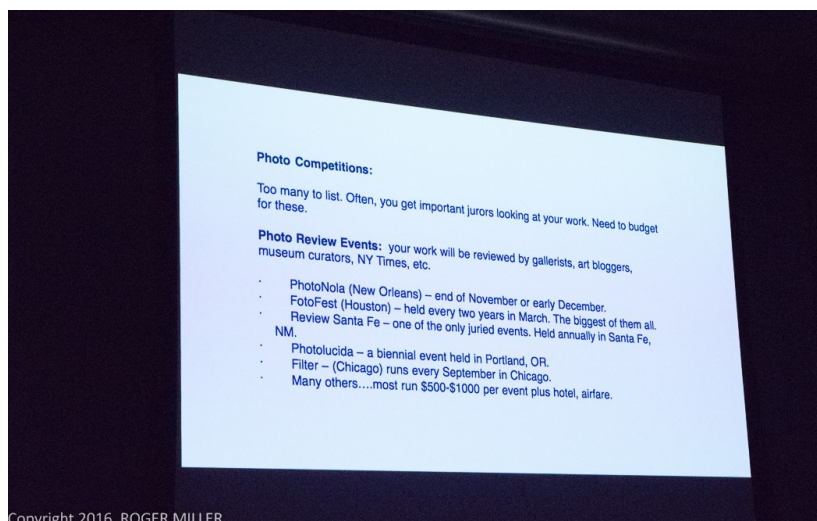 Photo Competitions:
Too many to list. Often, you get important jurors looking at your work. Need to budget
for these.
Photo Review Events: your work will be reviewed by gallerists, art bloggers,
museum curators, NY Times, etc.
· PhotoNola (New Orleans) – end of November or early December.
· FotoFest (Houston) – held every two years in March. The biggest of them all.
· Review Santa Fe – one of the only juried events. Held annually in Santa Fe,
NM.
· Photolucida – a biennial event held in Portland, OR.
· Filter – (Chicago) runs every September in Chicago.
· Many others....most run $500-$1000 per event plus hotel, airfare.
Copyright 2016, ROGER MILLER